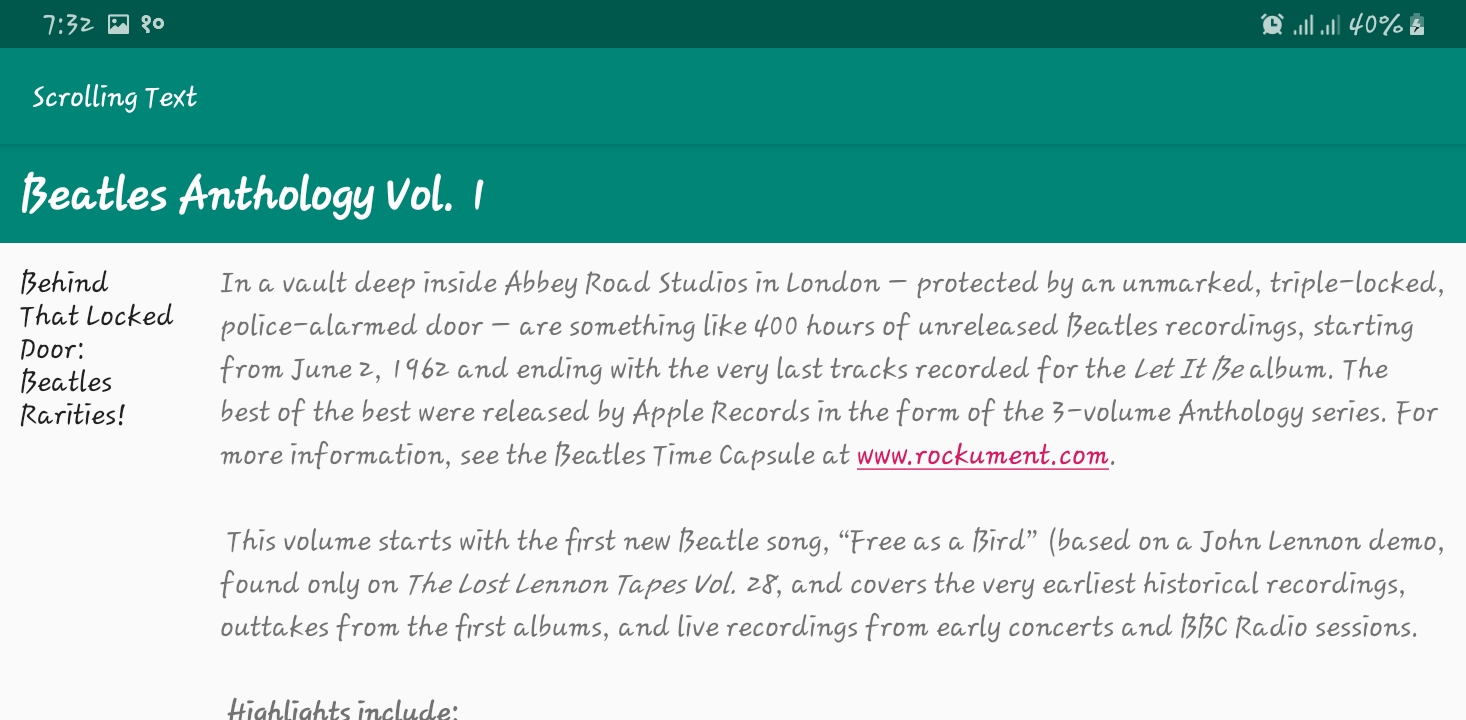 7:32 १० 40%
Scrolling Text
Beatles Anthology Vol. 1
Behind
That Locked
Door:
Beatles
Rarities!
In a vault deep inside Abbey Road Studios in London — protected by an unmarked, triple-locked,
police-alarmed door — are something like 400 hours of unreleased Beatles recordings, starting
from June 2, 1962 and ending with the very last tracks recorded for the Let It Be album. The
best of the best were released by Apple Records in the form of the 3-volume Anthology series. For
more information, see the Beatles Time Capsule at www.rockument.com.
This volume starts with the first new Beatle song, “Free as a Bird” (based on a John Lennon demo,
found only on The Lost Lennon Tapes Vol. 28, and covers the very earliest historical recordings,
outtakes from the first albums, and live recordings from early concerts and BBC Radio sessions.
Highlights include: